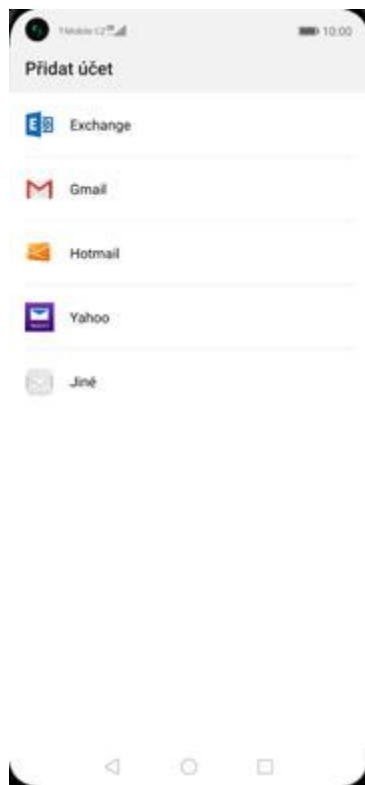 T-Mobile CZ 10:00
Přidat účet
Exchange
Gmail
Hotmail
Yahoo
Jiné